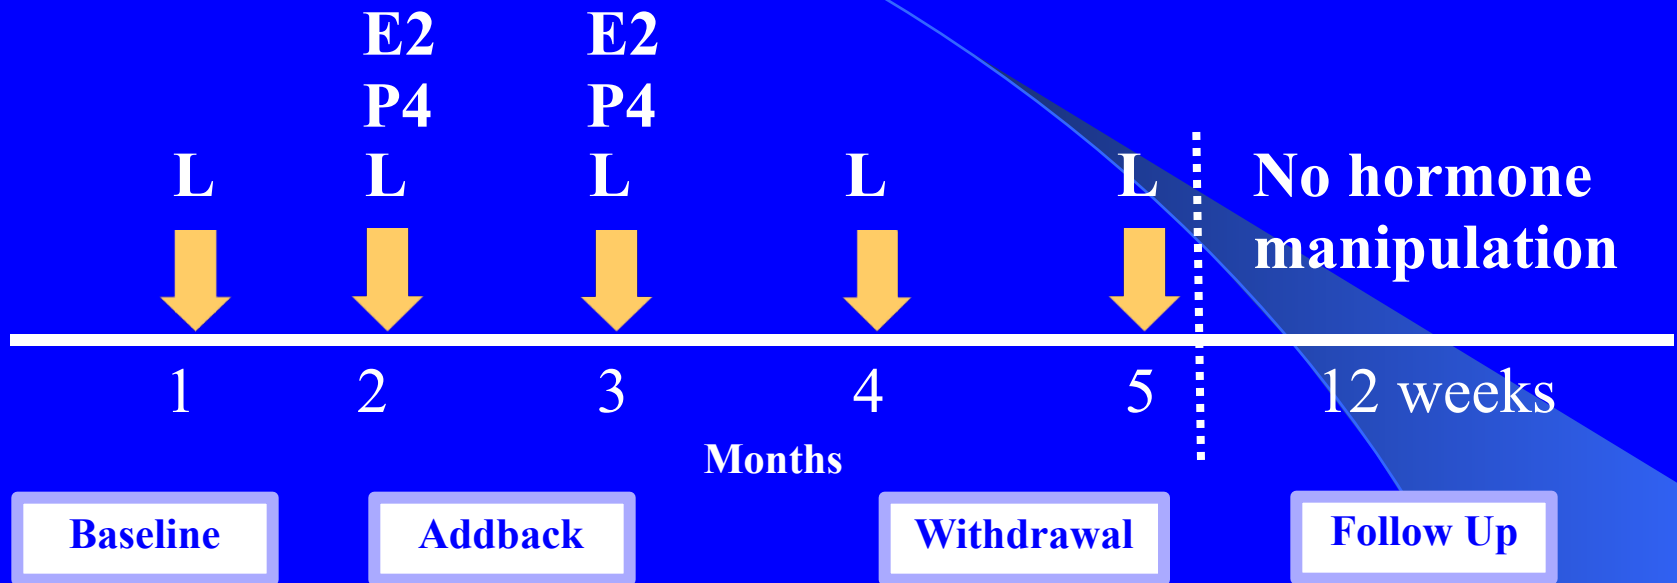 E2 E2
P4 P4
L L L L L No hormone
manipulation
1 2 3 4 5 12 weeks
Months
Baseline Addback Withdrawal Follow Up